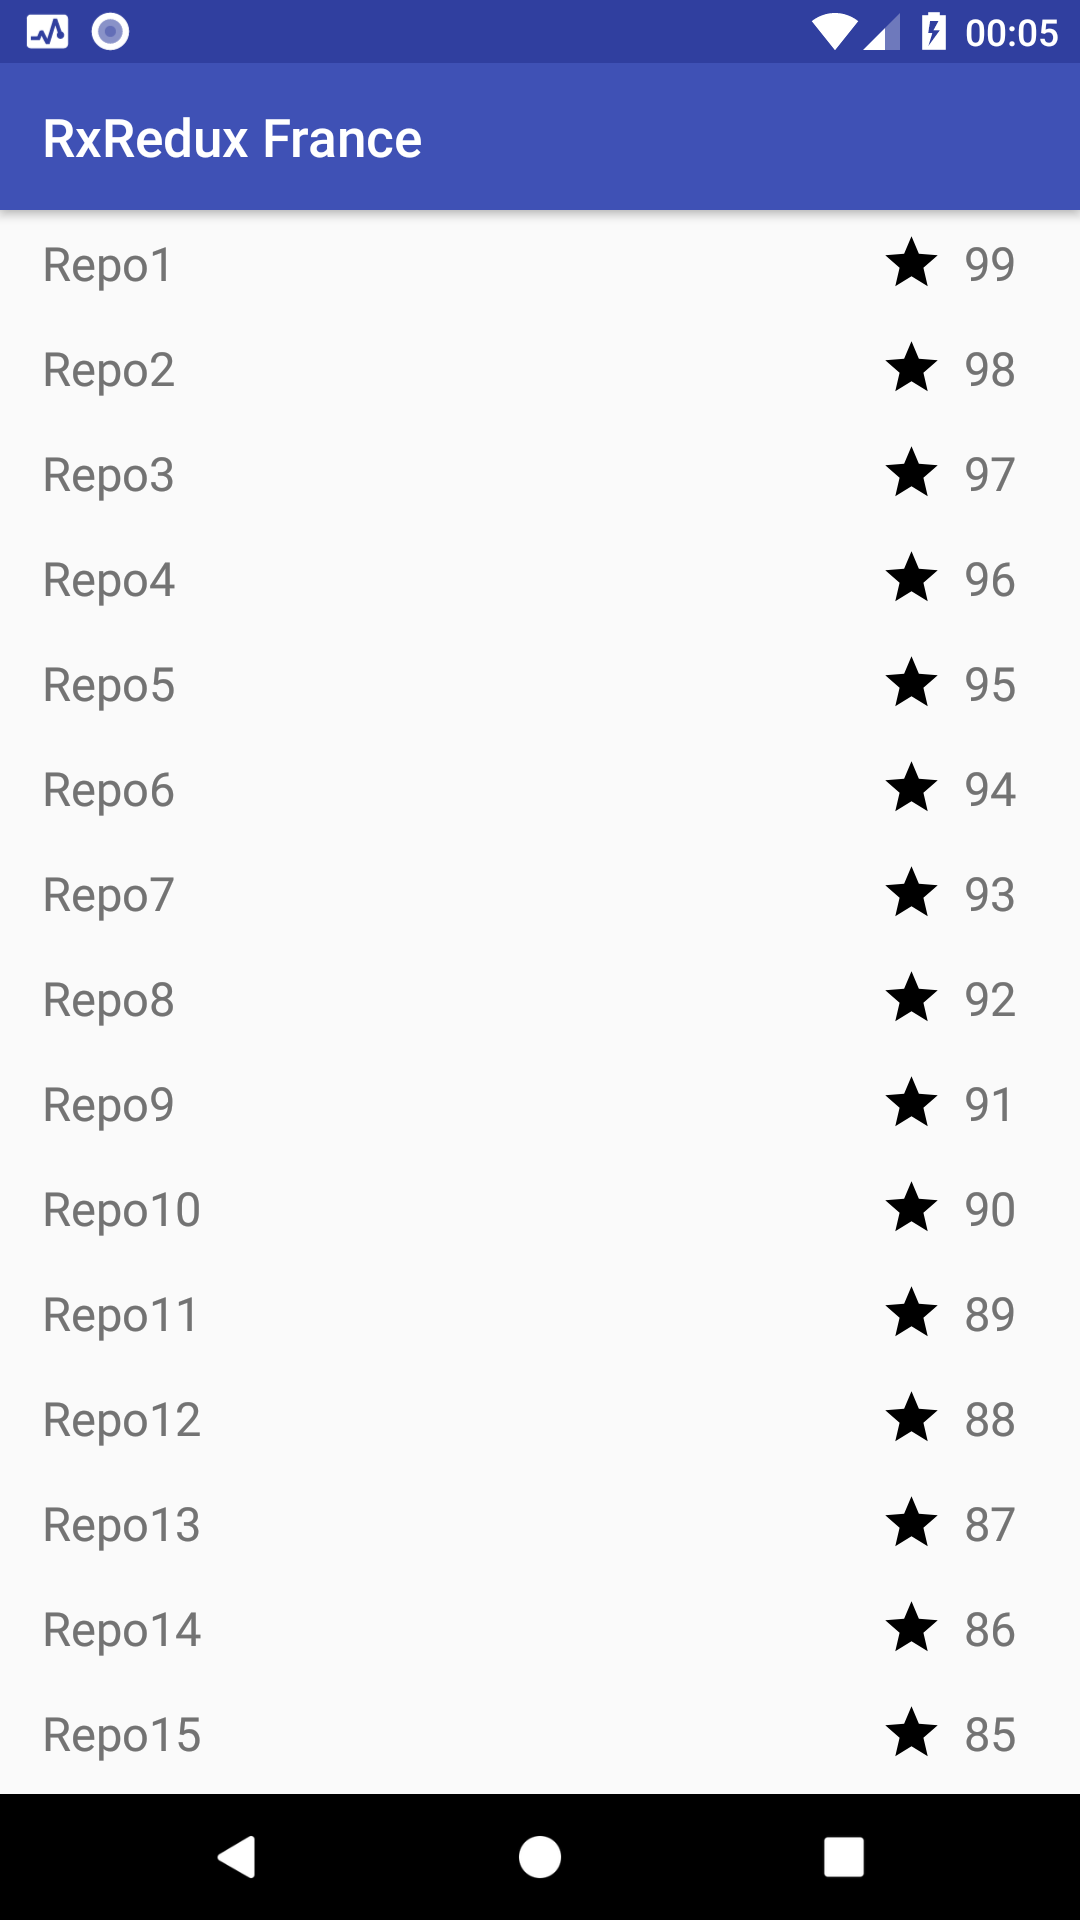 00:05
RxRedux France
Repo1 99
Repo2 98
Repo3 97
Repo4 96
Repo5 95
Repo6 94
Repo7 93
Repo8 92
Repo9 91
Repo10 90
Repo11 89
Repo12 88
Repo13 87
Repo14 86
Repo15 85